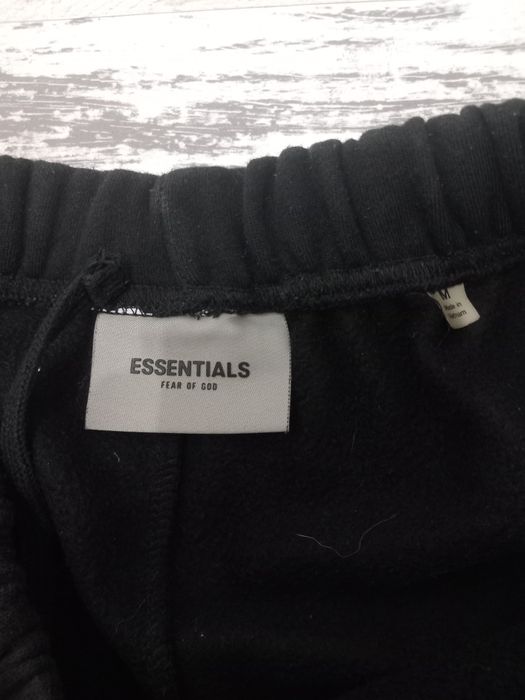 ESSENTIALS
FEAR OF GOD
M
Made in
Vietnam